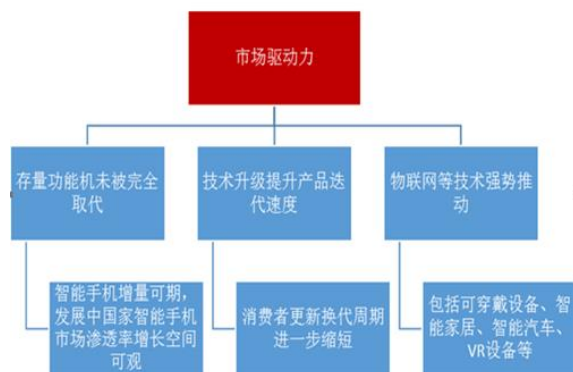 市场驱动力
存量功能机未被完全
取代
技术升级提升产品迭
代速度
物联网等技术强势推
动
智能手机增量可期，
发展中国家智能手机
市场渗透率增长空间
可观
消费者更新换代周期
进一步缩短
包括可穿戴设备、智
能家居、智能汽车、
VR设备等